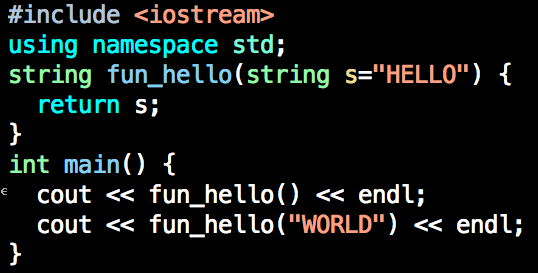 #include <iostream>
using namespace std;
string fun_hello(string s="HELLO") {
  return s;
}
int main() {
  cout << fun_hello() << endl;
  cout << fun_hello("WORLD") << endl;
}